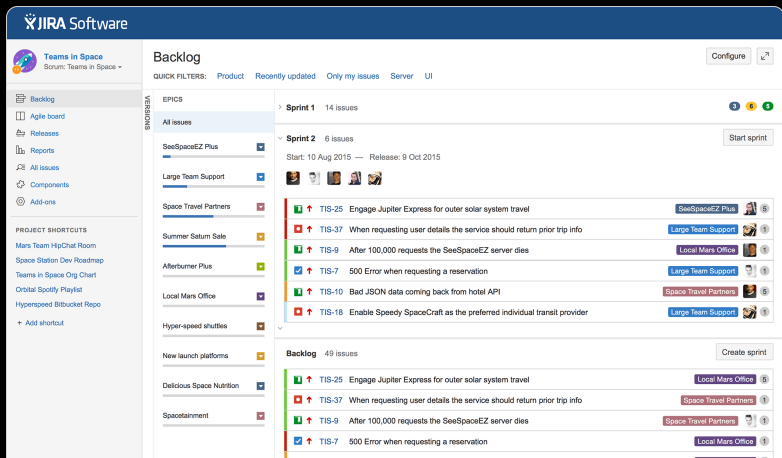 JIRA Software
Teams in Space
Scrum: Teams in Space
Backlog
Agile board
Releases
Reports
All issues
Components
Add-ons
PROJECT SHORTCUTS
Mars Team HipChat Room
Space Station Dev Roadmap
Teams in Space Org Chart
Orbital Spotify Playlist
Hyperspeed Bitbucket Repo
+ Add shortcut
Backlog
Configure
QUICK FILTERS: Product Recently updated Only my issues Server UI
VERSIONS
EPICS
All issues
SeeSpaceEZ Plus
Large Team Support
Space Travel Partners
Summer Saturn Sale
Afterburner Plus
Local Mars Office
Hyper-speed shuttles
New launch platforms
Delicious Space Nutrition
Spacetainment
Sprint 1 14 issues 3 6 5
Sprint 2 6 issues Start sprint
Start: 10 Aug 2015 — Release: 9 Oct 2015
TIS-25 Engage Jupiter Express for outer solar system travel SeeSpaceEZ Plus 5
TIS-37 When requesting user details the service should return prior trip info Large Team Support 1
TIS-9 After 100,000 requests the SeeSpaceEZ server dies Local Mars Office 1
TIS-7 500 Error when requesting a reservation Large Team Support 1
TIS-10 Bad JSON data coming back from hotel API Space Travel Partners 5
TIS-18 Enable Speedy SpaceCraft as the preferred individual transit provider Large Team Support 1
Backlog 49 issues Create sprint
TIS-25 Engage Jupiter Express for outer solar system travel Local Mars Office 5
TIS-37 When requesting user details the service should return prior trip info Space Travel Partners 1
TIS-9 After 100,000 requests the SeeSpaceEZ server dies Space Travel Partners 1
TIS-7 500 Error when requesting a reservation Local Mars Office 1